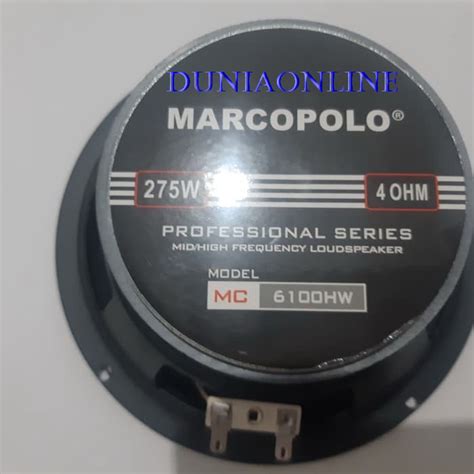 DUNIAONLINE
MARCOPOLO®
275W
4 OHM
PROFESSIONAL SERIES
MID/HIGH FREQUENCY LOUDSPEAKER
MODEL
MC 6100HW